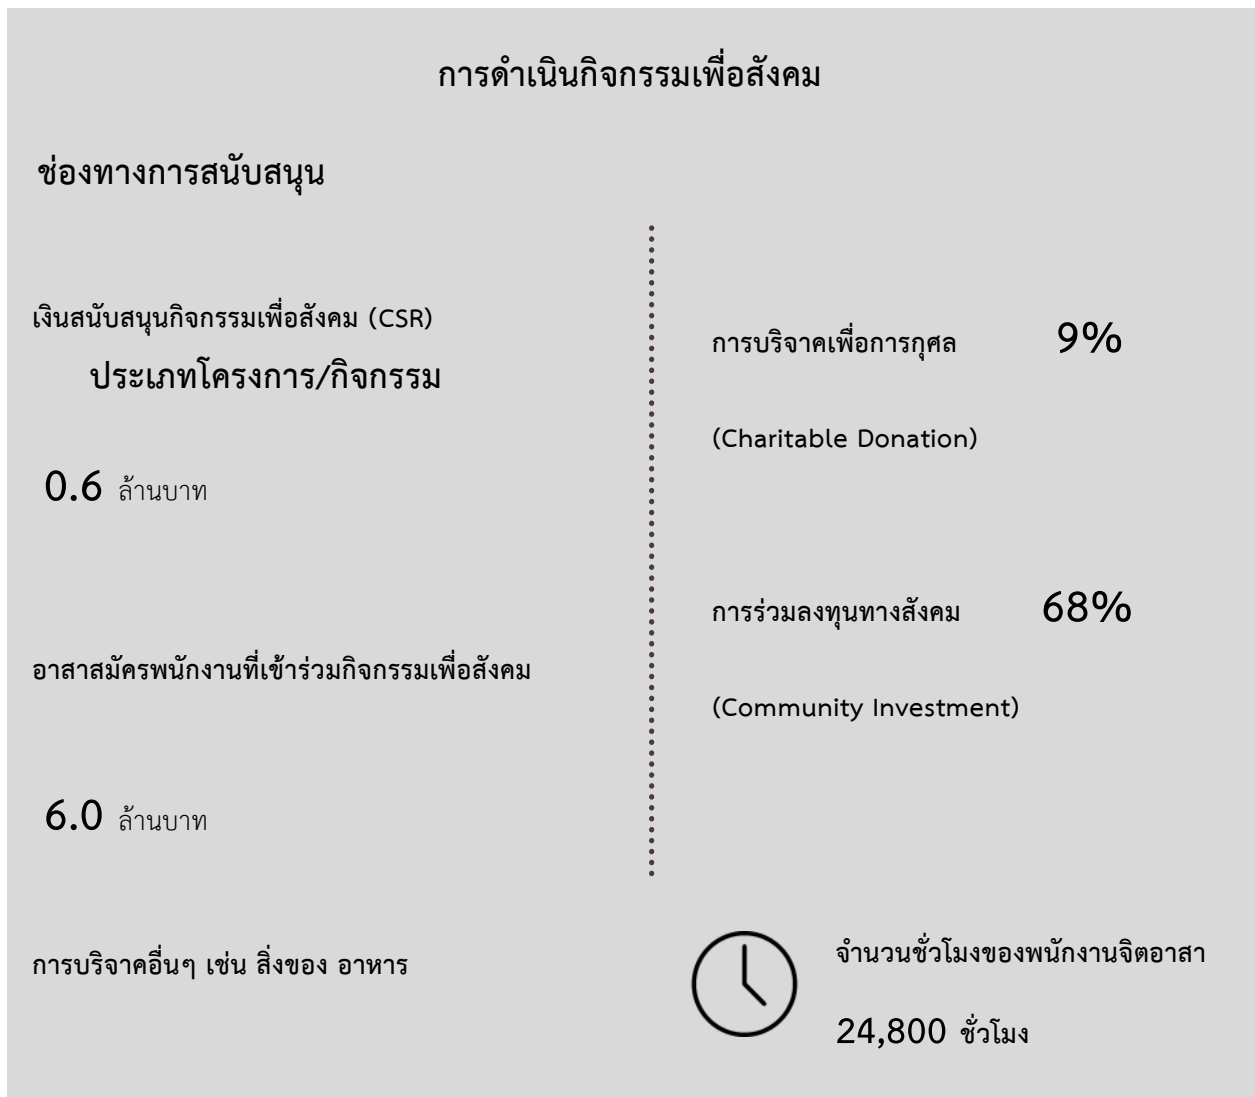 การดำเนินกิจกรรมเพื่อสังคม
ช่องทางการสนับสนุน
เงินสนับสนุนกิจกรรมเพื่อสังคม (CSR)
ประเภทโครงการ/กิจกรรม
0.6 ล้านบาท
อาสาสมัครพนักงานที่เข้าร่วมกิจกรรมเพื่อสังคม
6.0 ล้านบาท
การบริจาคอื่นๆ เช่น สิ่งของ อาหาร
การบริจาคเพื่อการกุศล 9%
(Charitable Donation)
การร่วมลงทุนทางสังคม 68%
(Community Investment)
จำนวนชั่วโมงของพนักงานจิตอาสา
24,800 ชั่วโมง